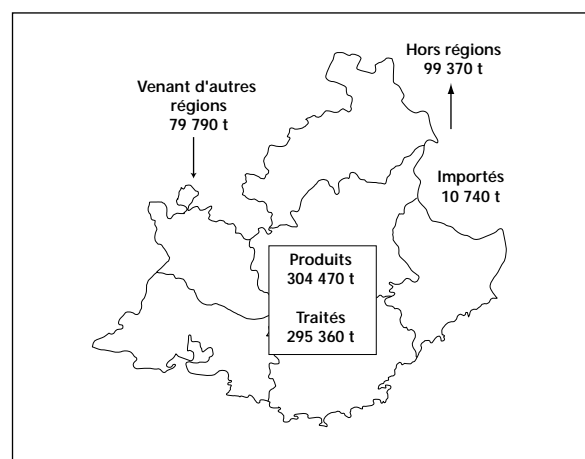 Hors régions
99 370 t
Venant d'autres
régions
79 790 t
Importés
10 740 t
Produits
304 470 t
Traités
295 360 t